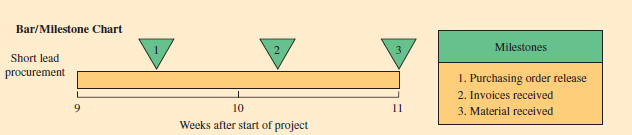 Bar/Milestone Chart
Short lead
procurement
1
2
3
9
10
11
Weeks after start of project
Milestones
1. Purchasing order release
2. Invoices received
3. Material received